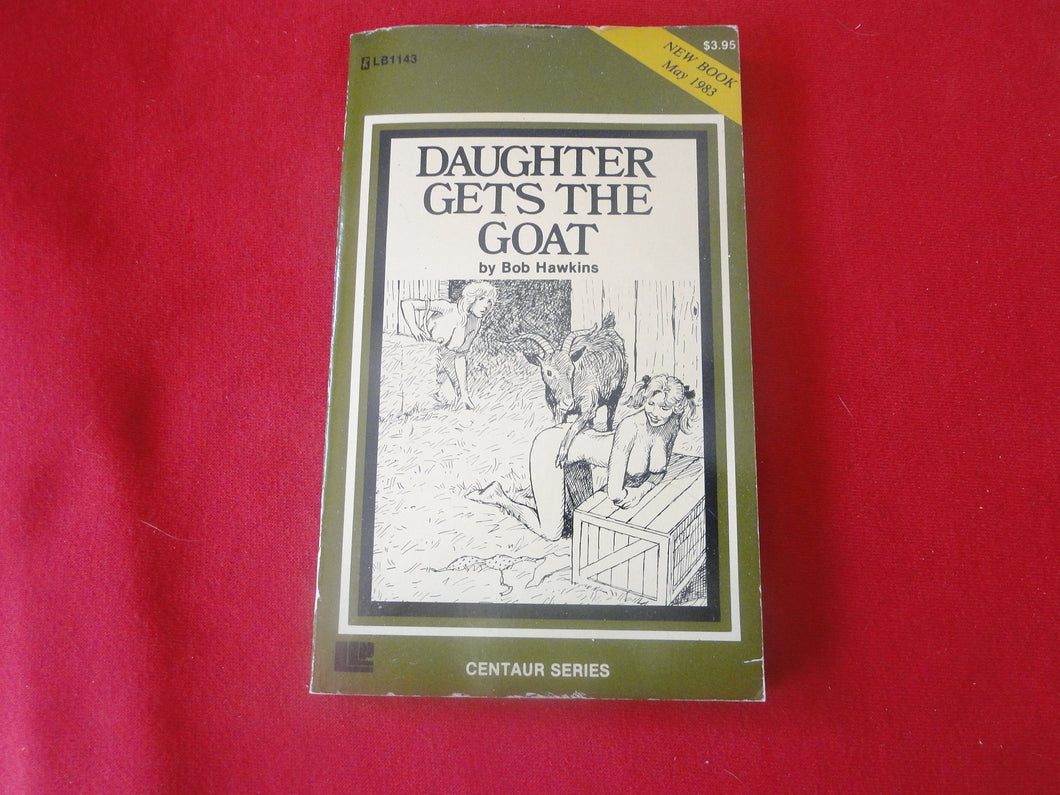 LB1143
$3.95
NEW BOOK
May 1983
DAUGHTER
GETS THE
GOAT
by Bob Hawkins
CENTAUR SERIES